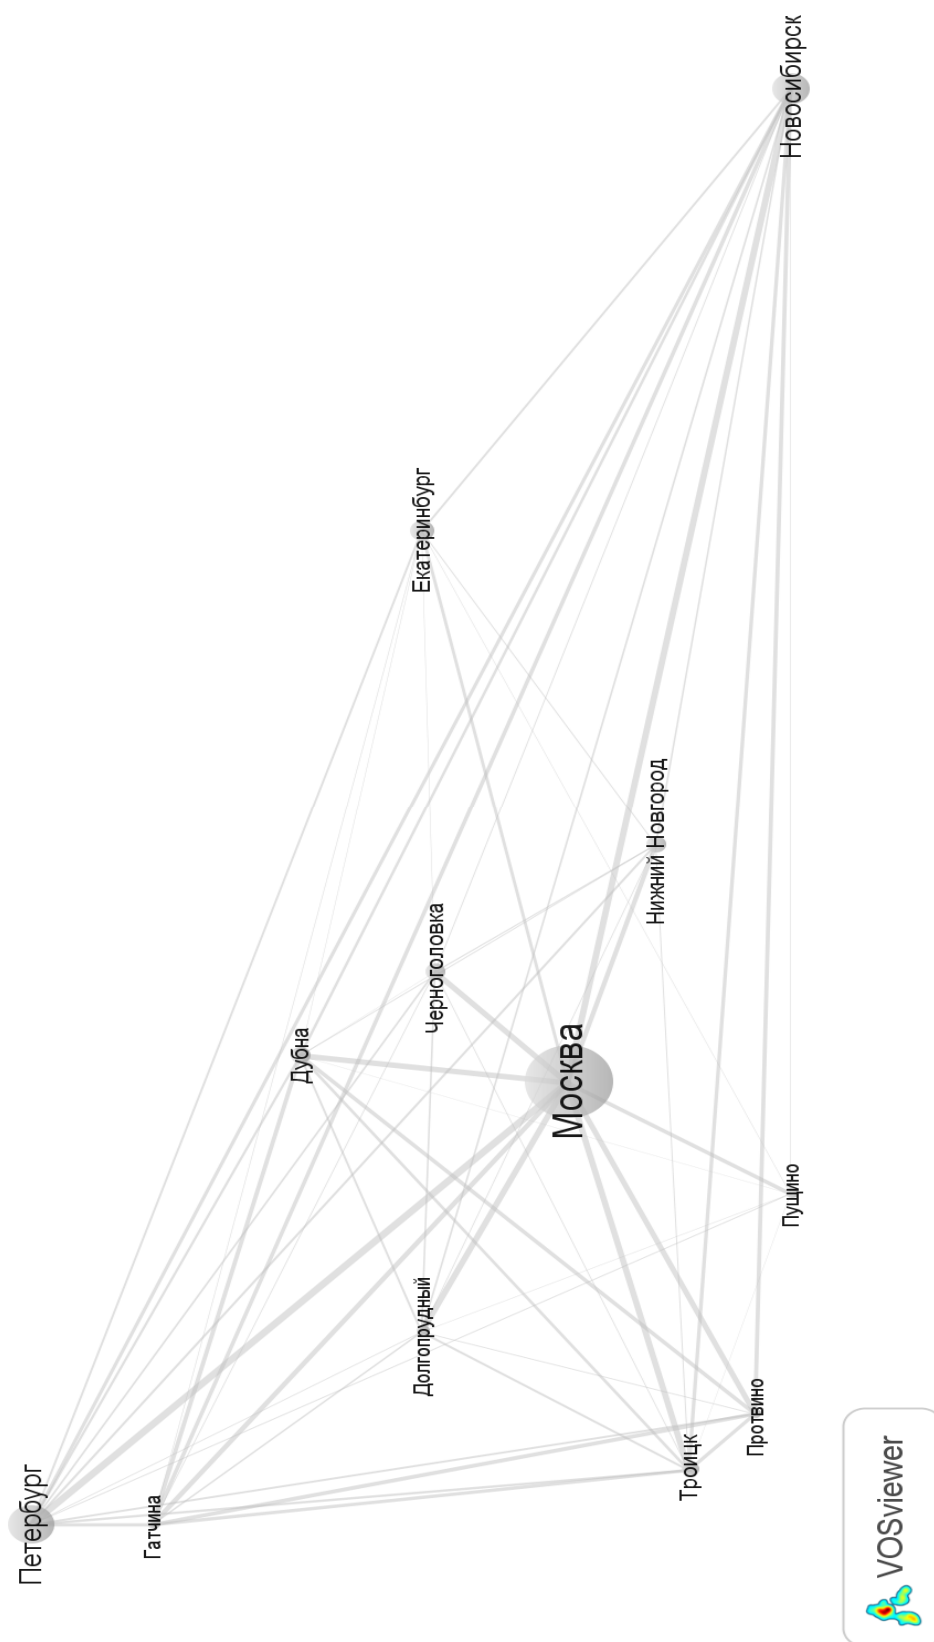 Петербург
Гатчина
Дубна
Екатеринбург
Долгопрудный
Черноголовка
Москва
Нижний Новгород
Новосибирск
Троицк
Протвино
Пущино
VOSviewer